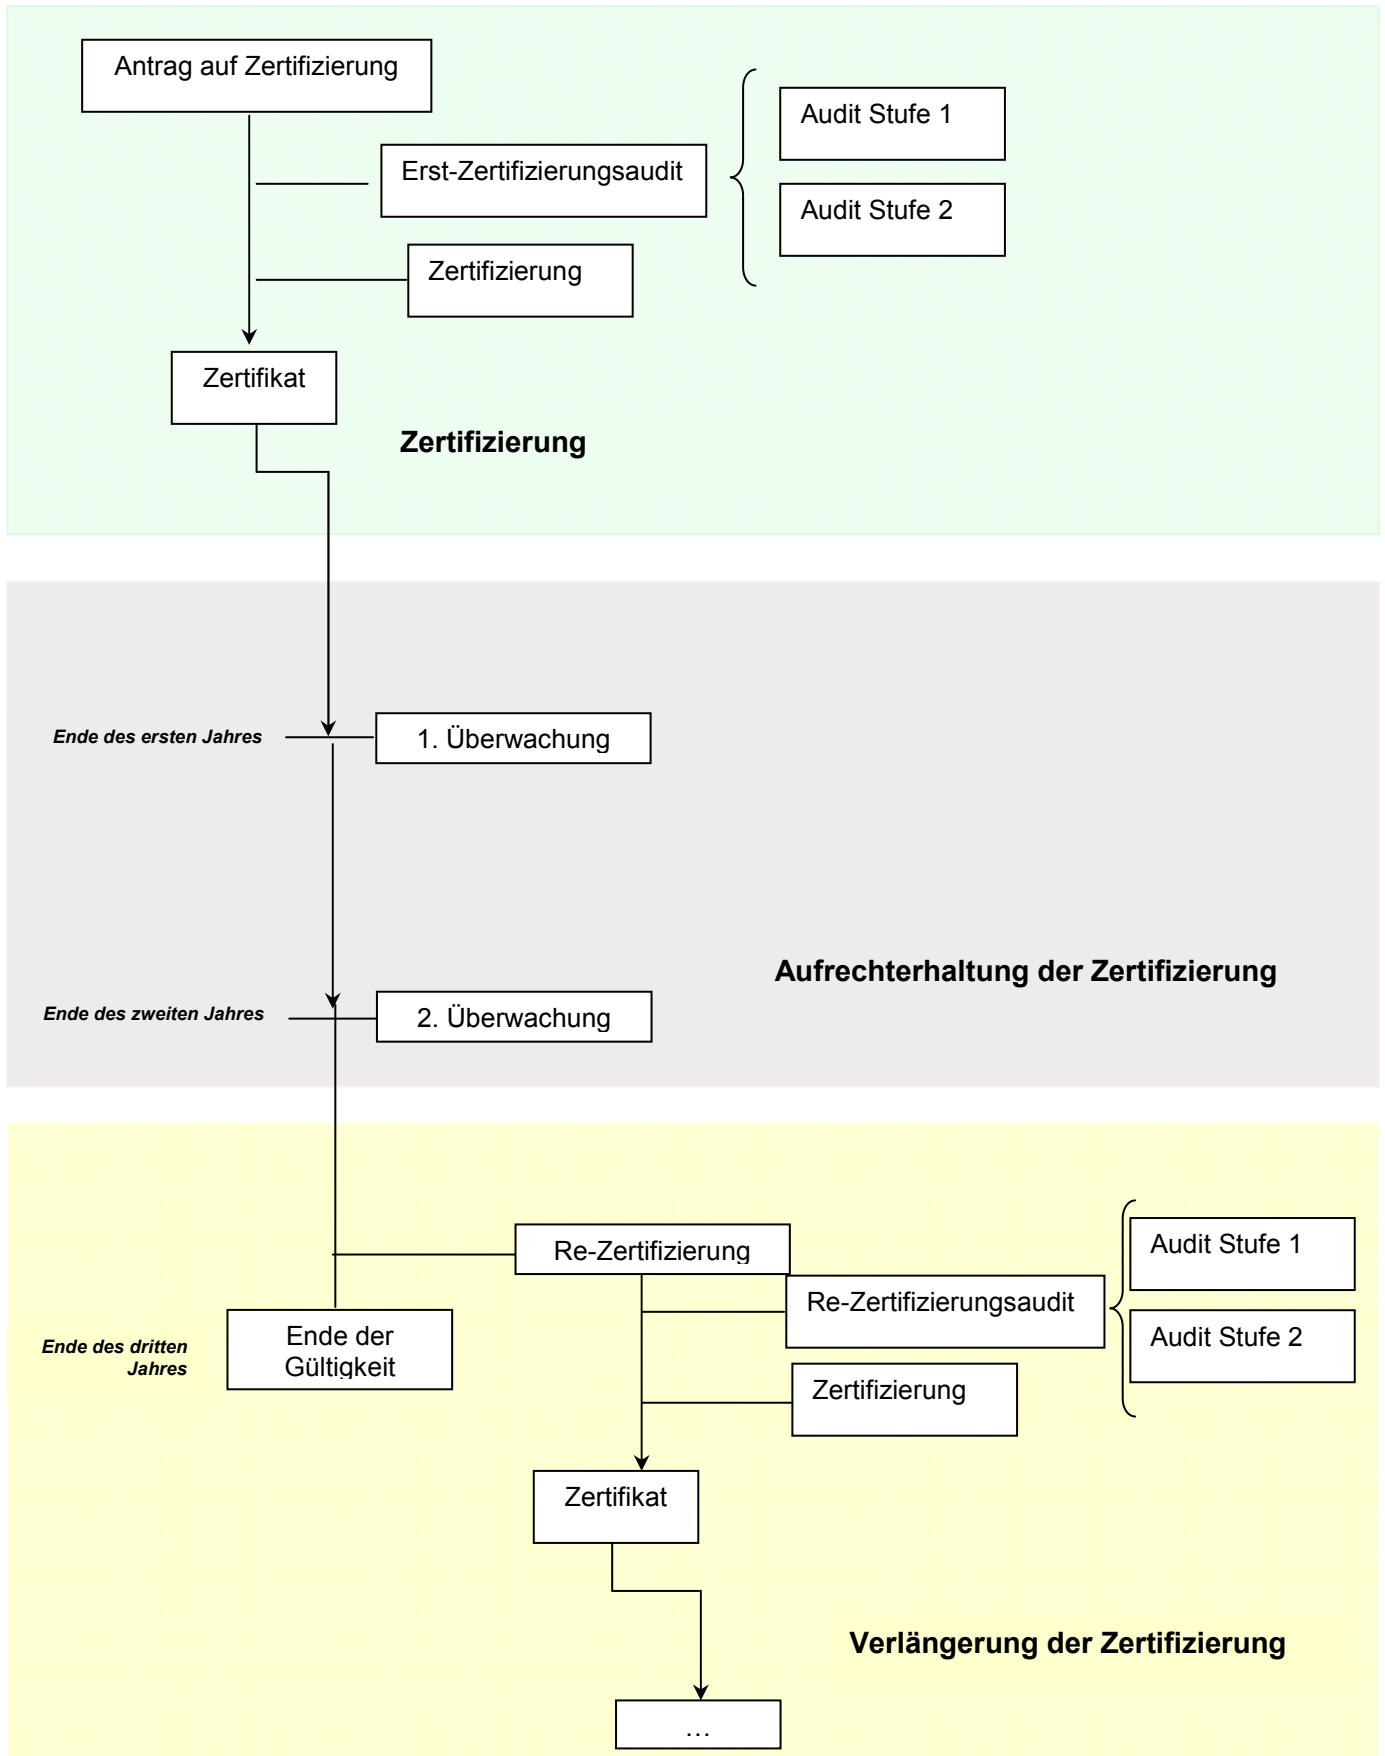 Antrag auf Zertifizierung
Audit Stufe 1
Erst-Zertifizierungsaudit
Audit Stufe 2
Zertifizierung
Zertifikat
Zertifizierung
Ende des ersten Jahres
1. Überwachung
Aufrechterhaltung der Zertifizierung
Ende des zweiten Jahres
2. Überwachung
Re-Zertifizierung
Audit Stufe 1
Re-Zertifizierungsaudit
Audit Stufe 2
Ende des dritten
Jahres
Ende der
Gültigkeit
Zertifizierung
Zertifikat
Verlängerung der Zertifizierung
…